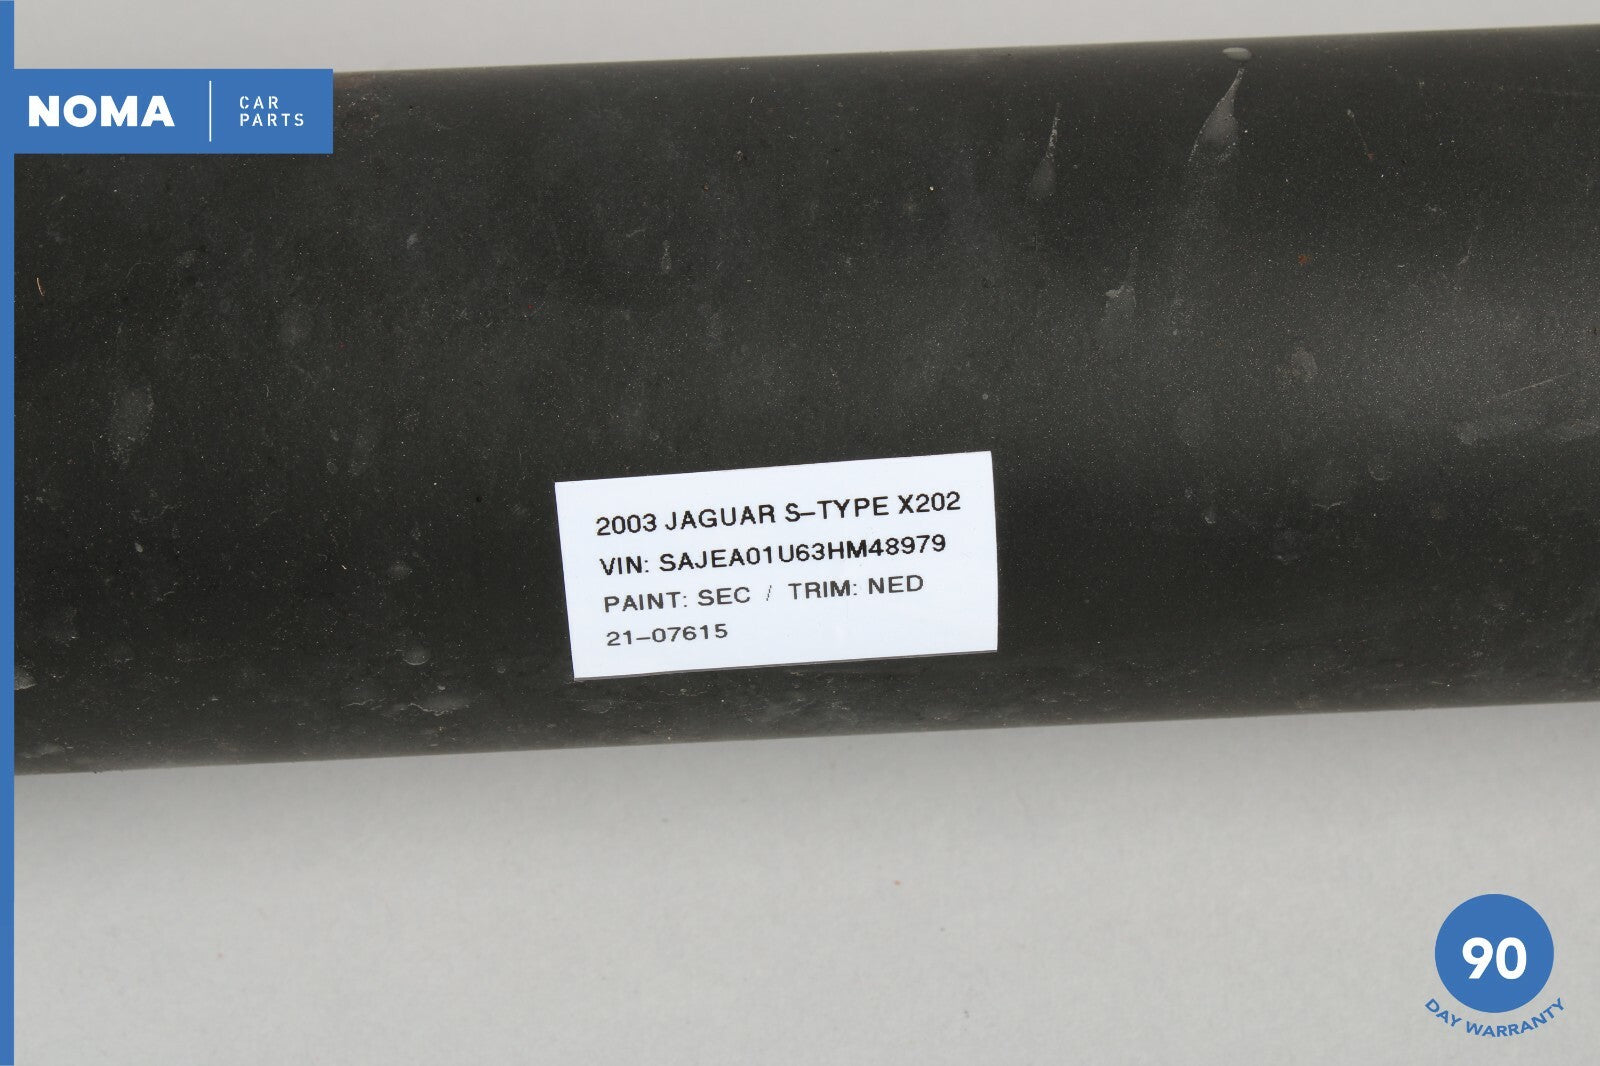 NOMA
CAR
PARTS
2003 JAGUAR S-TYPE X202
VIN: SAJEA01U63HM48979
PAINT: SEC / TRIM: NED
21-07615
90
DAY WARRANTY